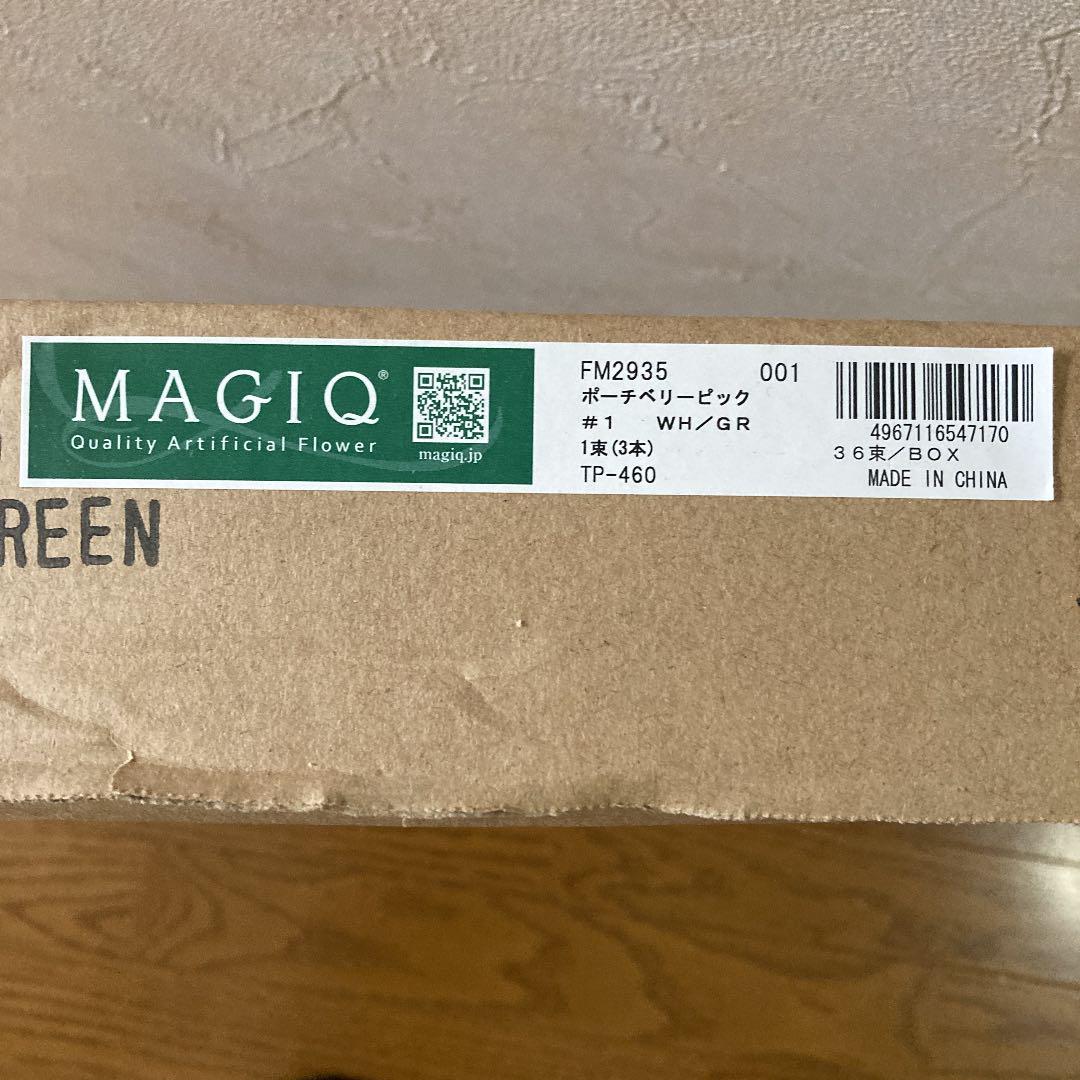 MAGIQ®
Quality Artificial Flower
magiq.jp
FM2935 001
ポーチベリーピック
#1 WH/GR
1束(3本)
TP-460
4967116547170
36束/BOX
MADE IN CHINA
REEN